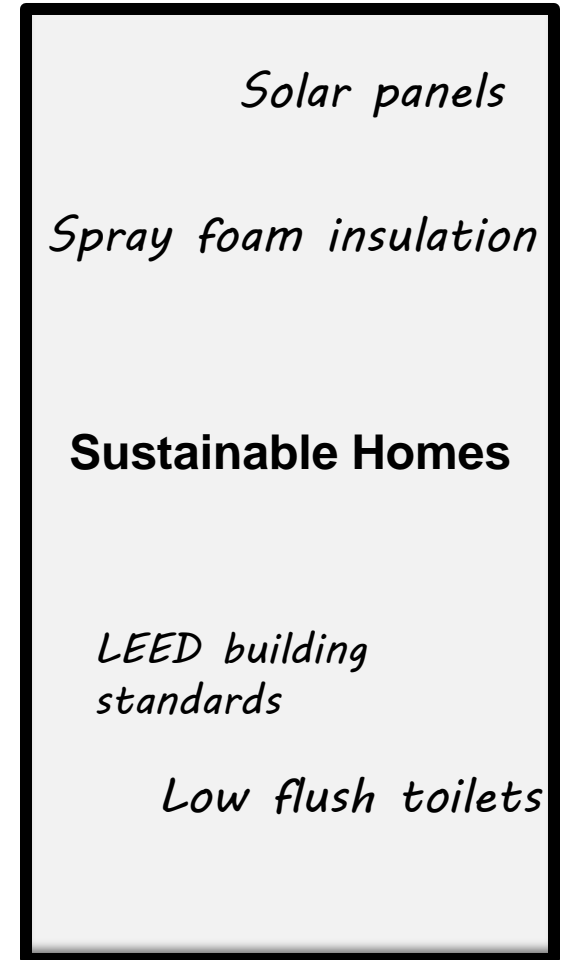 Solar panels
Spray foam insulation
Sustainable Homes
LEED building
standards
Low flush toilets